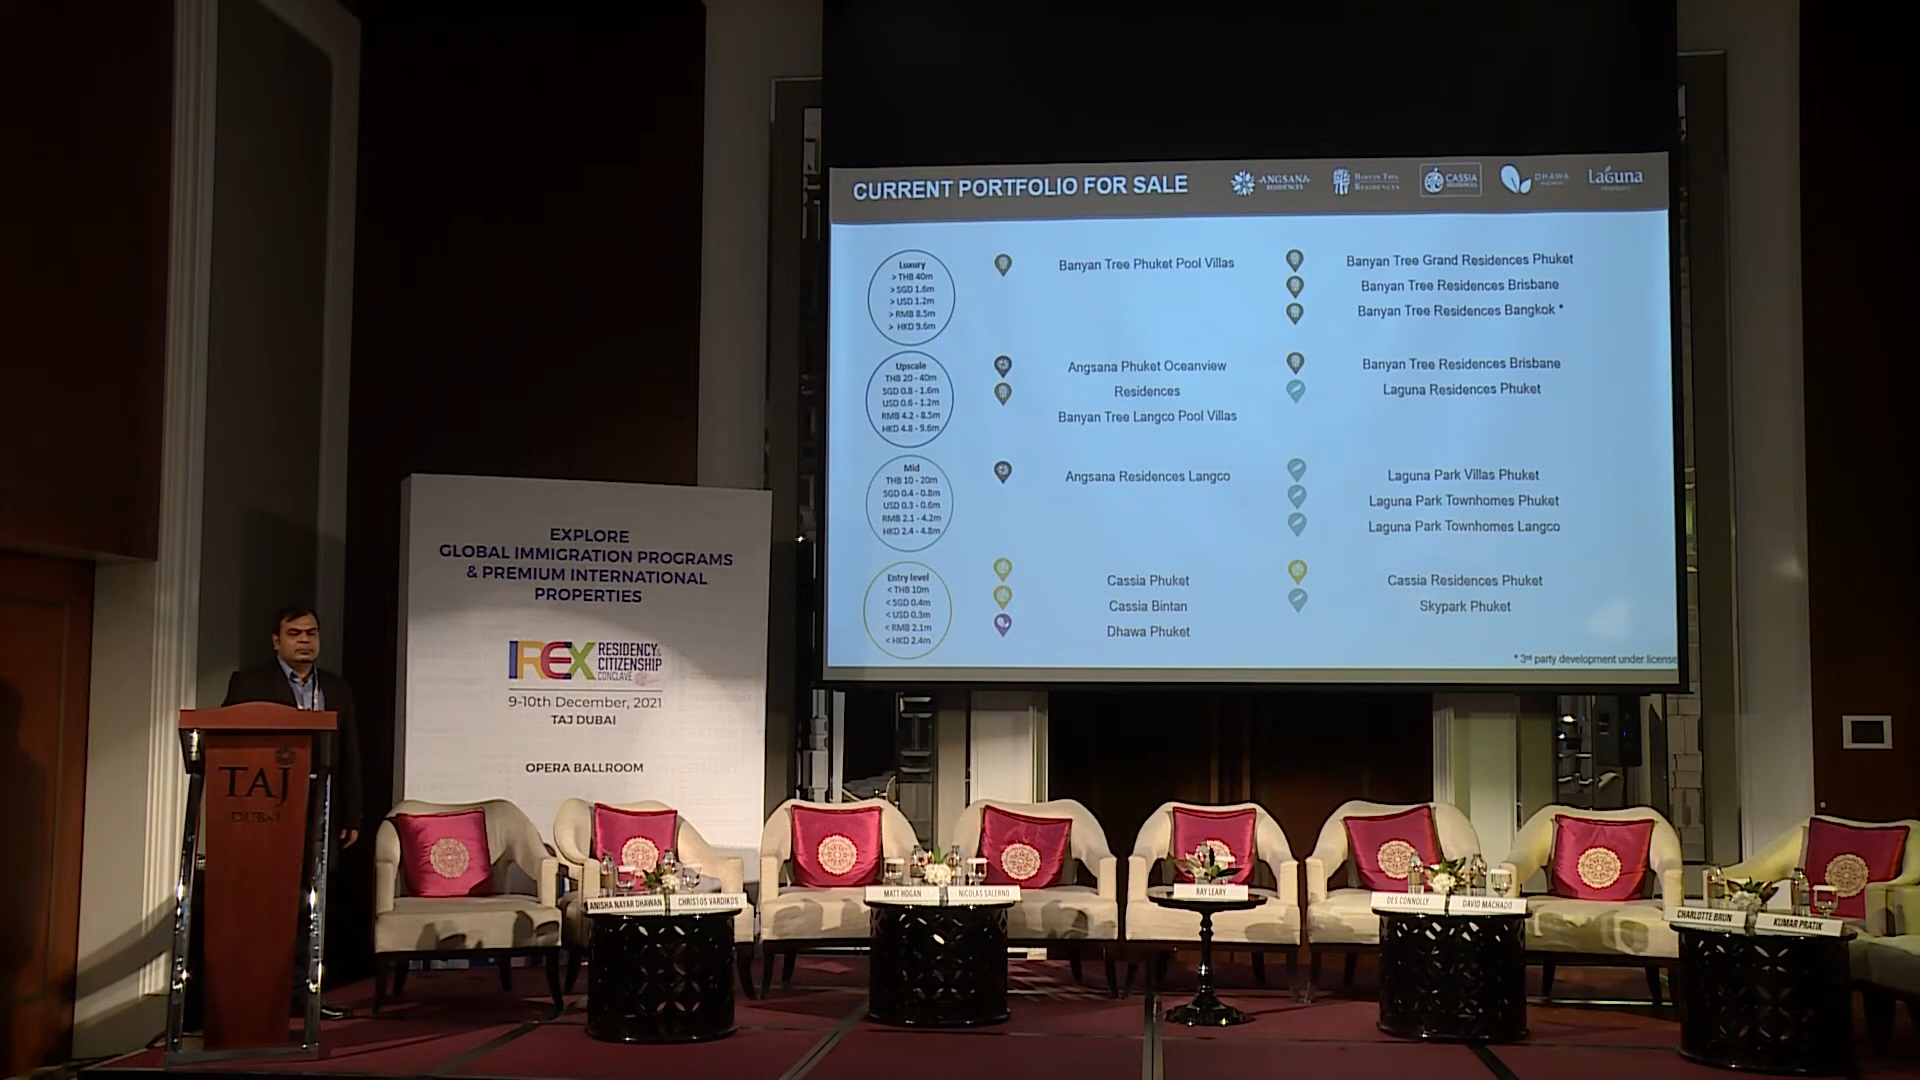 CURRENT PORTFOLIO FOR SALE
ANGSANA
RESIDENCES
BANYAN TREE
RESIDENCES
CASSIA
RESIDENCES
DHAWA
Laguna
PROPERTY
Luxury
> THB 40m
> SGD 1.6m
> USD 1.2m
> RMB 8.5m
> HKD 9.6m
Banyan Tree Phuket Pool Villas
Banyan Tree Grand Residences Phuket
Banyan Tree Residences Brisbane
Banyan Tree Residences Bangkok *
Upscale
THB 20 - 40m
SGD 0.8 - 1.6m
USD 0.6 - 1.2m
RMB 4.2 - 8.5m
HKD 4.8 - 9.6m
Angsana Phuket Oceanview
Residences
Banyan Tree Langco Pool Villas
Banyan Tree Residences Brisbane
Laguna Residences Phuket
Mid
THB 10 - 20m
SGD 0.4 - 0.8m
USD 0.3 - 0.6m
RMB 2.1 - 4.2m
HKD 2.4 - 4.8m
Angsana Residences Langco
Laguna Park Villas Phuket
Laguna Park Townhomes Phuket
Laguna Park Townhomes Langco
Entry level
< THB 10m
< SGD 0.4m
< USD 0.3m
< RMB 2.1m
< HKD 2.4m
Cassia Phuket
Cassia Bintan
Dhawa Phuket
Cassia Residences Phuket
Skypark Phuket
* 3rd party development under license
EXPLORE
GLOBAL IMMIGRATION PROGRAMS
& PREMIUM INTERNATIONAL
PROPERTIES
IREX RESIDENCY &
CITIZENSHIP
CONCLAVE
9-10th December, 2021
TAJ DUBAI
OPERA BALLROOM
TAJ
DUBAI
ANISHA NAYAR DHAWAN
CHRISTOS VARDIKOS
MATT HOGAN
NICOLAS SALERNO
RAY LEARY
DES CONNOLLY
DAVID MACHADO
CHARLOTTE BRUN
KUMAR PRATIK